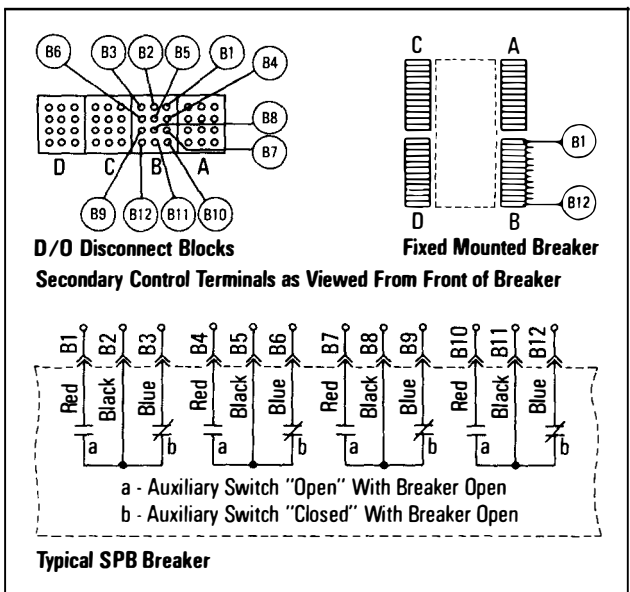 B6 B3 B2 B5 B1 B4
B8
B7
D C B A
B9 B12 B11 B10
D/O Disconnect Blocks
C A
B1
B12
D B
Fixed Mounted Breaker
Secondary Control Terminals as Viewed From Front of Breaker
B1 B2 B3 B4 B5 B6 B7 B8 B9 B10 B11 B12
Red Black Blue Red Black Blue Red Black Blue Red Black Blue
a b a b a b a b
a - Auxiliary Switch "Open" With Breaker Open
b - Auxiliary Switch "Closed" With Breaker Open
Typical SPB Breaker